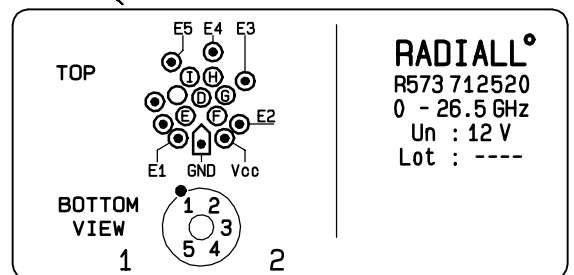 E5 E4 E3
TOP
I H
D G
E F
E2
E1 GND Vcc
BOTTOM
VIEW
1 2
3
5 4
1 2
RADIALL°
R573 712520
0 - 26.5 GHz
Un : 12 V
Lot : ----